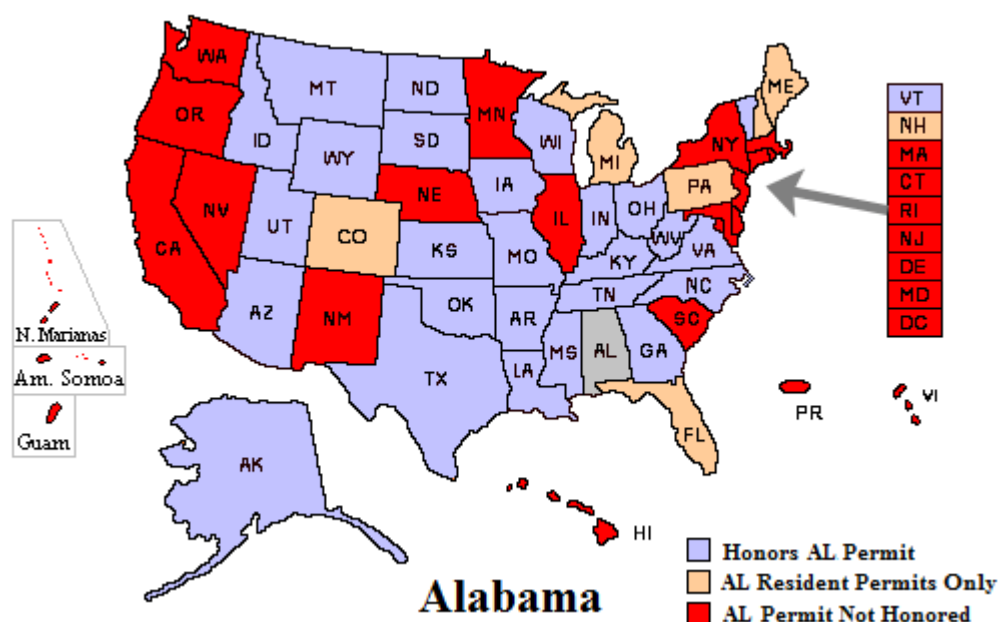 WA
MT
ND
MN
ME
OR
ID
SD
WI
NY
WY
MI
VT
NH
MA
CT
RI
NJ
DE
MD
DC
NE
IA
PA
NV
UT
CO
IL
IN
OH
WV
VA
CA
KS
MO
KY
AZ
NM
OK
AR
TN
NC
SC
MS
AL
GA
LA
TX
FL
N. Marianas
Am. Somoa
Guam
PR
VI
AK
HI
Honors AL Permit
AL Resident Permits Only
AL Permit Not Honored
Alabama